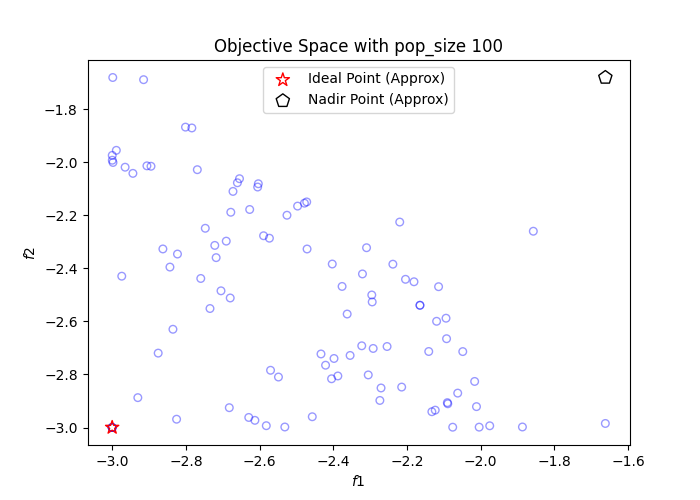 Objective Space with pop_size 100
Ideal Point (Approx)
Nadir Point (Approx)
f2
−1.8
−2.0
−2.2
−2.4
−2.6
−2.8
−3.0
−3.0 −2.8 −2.6 −2.4 −2.2 −2.0 −1.8 −1.6
f1